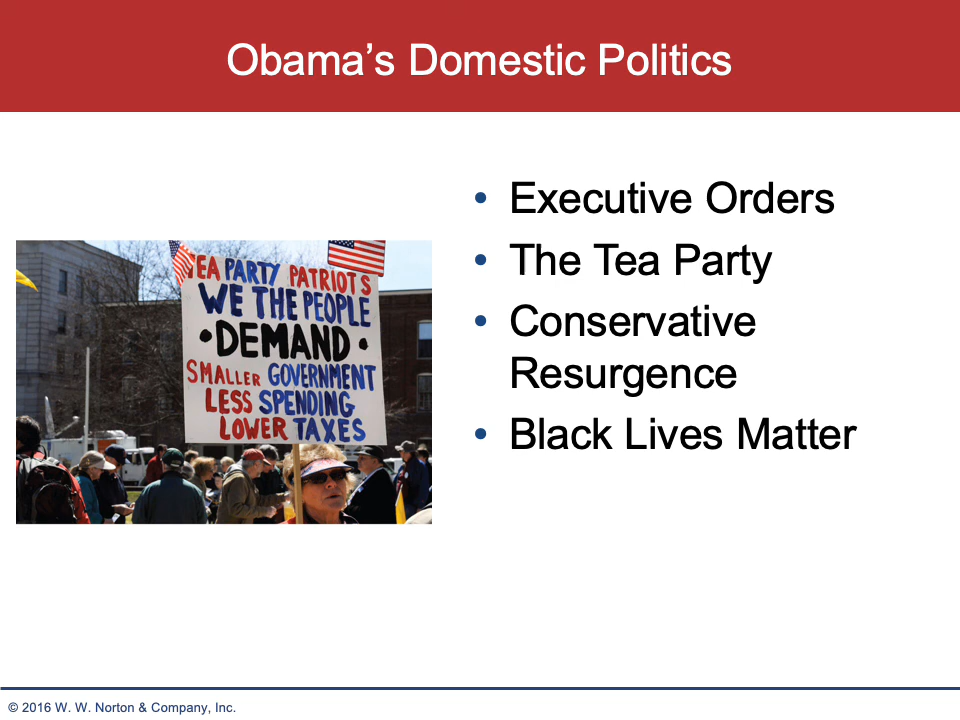 Obama’s Domestic Politics
• Executive Orders
• The Tea Party
• Conservative
Resurgence
• Black Lives Matter
TEA PARTY PATRIOTS
WE THE PEOPLE
• DEMAND •
SMALLER GOVERNMENT
LESS SPENDING
LOWER TAXES
© 2016 W. W. Norton & Company, Inc.